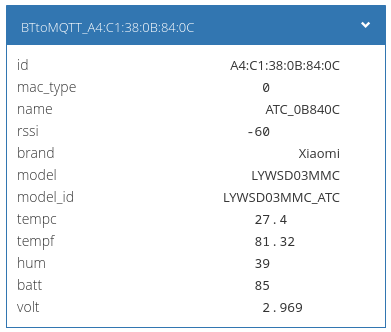 BTtoMQTT_A4:C1:38:0B:84:0C
id A4:C1:38:0B:84:0C
mac_type 0
name ATC_0B840C
rssi -60
brand Xiaomi
model LYWSD03MMC
model_id LYWSD03MMC_ATC
tempc 27.4
tempf 81.32
hum 39
batt 85
volt 2.969